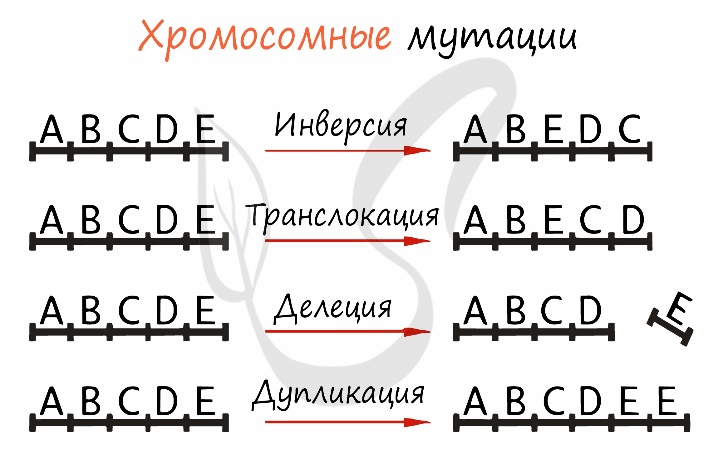 Хромосомные мутации
A B C D E Инверсия A B E D C
A B C D E Транслокация A B E C D
A B C D E Делеция A B C D E
A B C D E Дупликация A B C D E E